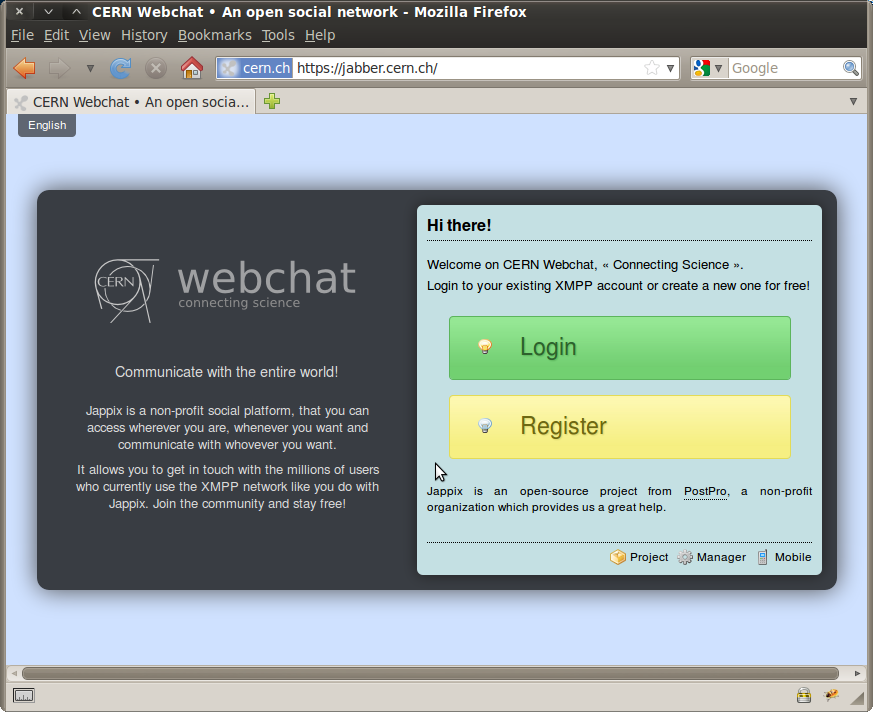 CERN Webchat • An open social network - Mozilla Firefox
File Edit View History Bookmarks Tools Help
cern.ch https://jabber.cern.ch/ Google
CERN Webchat • An open socia...
English
CERN webchat
connecting science
Communicate with the entire world!
Jappix is a non-profit social platform, that you can
access wherever you are, whenever you want and
communicate with whovever you want.
It allows you to get in touch with the millions of users
who currently use the XMPP network like you do with
Jappix. Join the community and stay free!
Hi there!
Welcome on CERN Webchat, « Connecting Science ».
Login to your existing XMPP account or create a new one for free!
Login
Register
Jappix is an open-source project from PostPro, a non-profit
organization which provides us a great help.
Project Manager Mobile